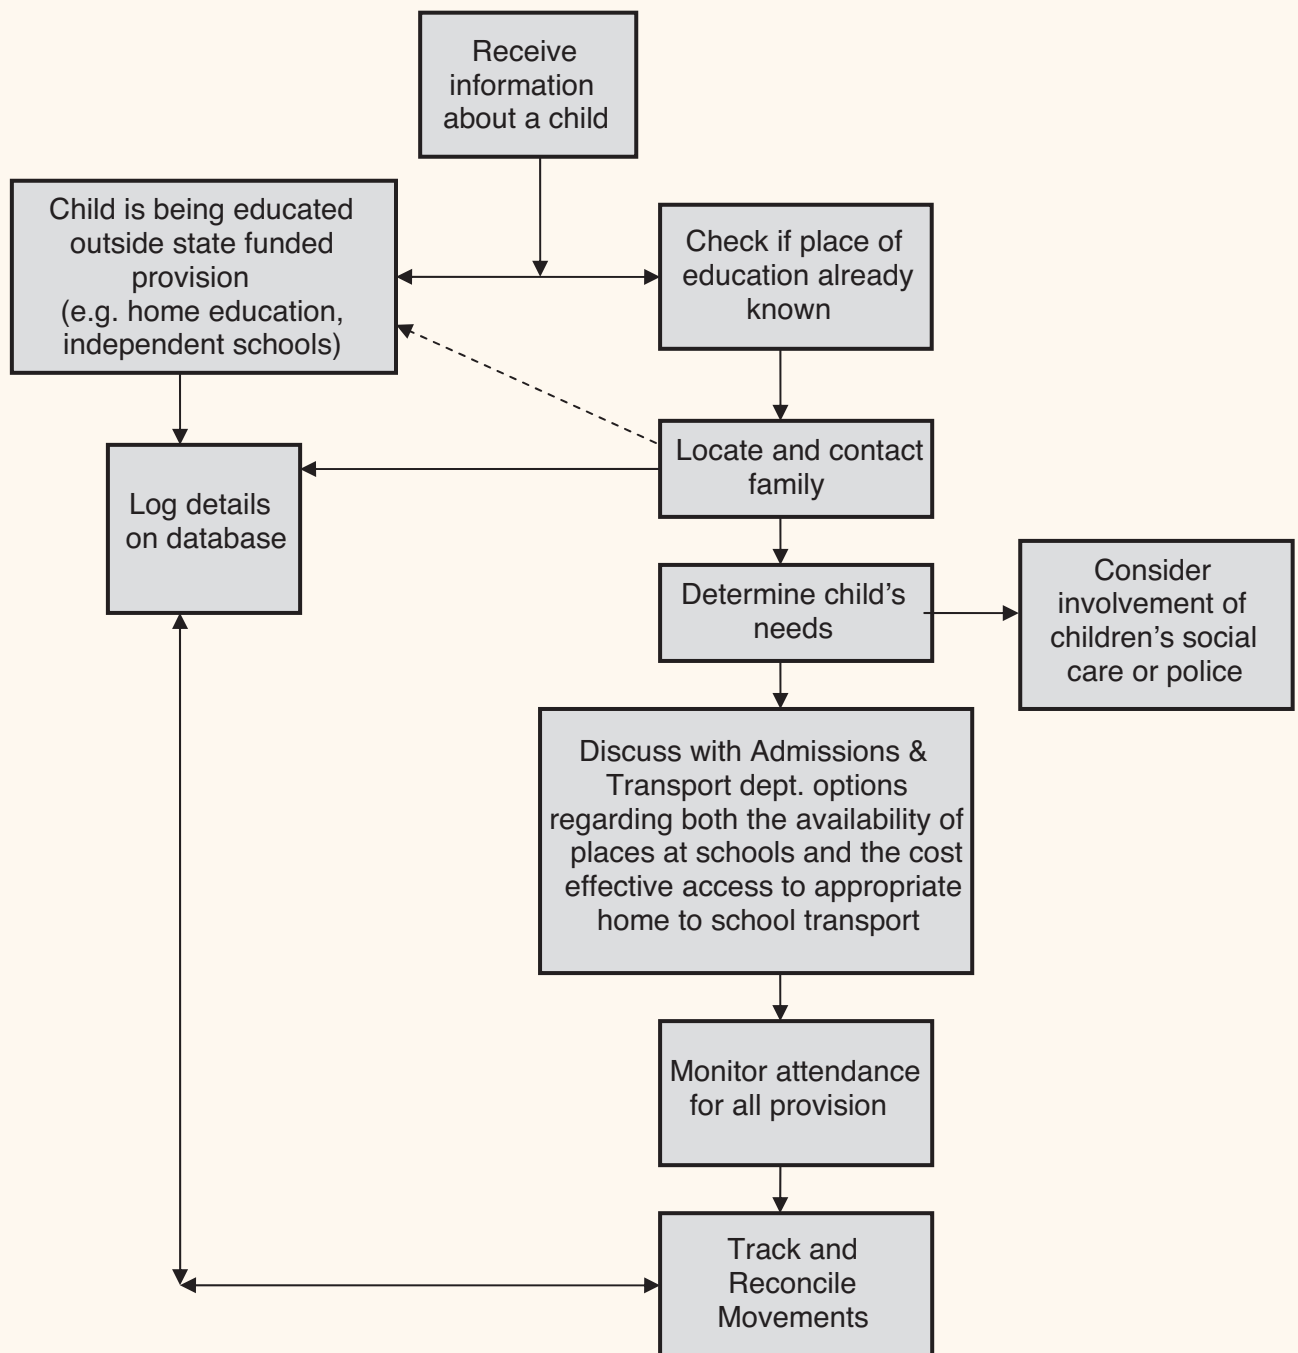 Receive
information
about a child
Child is being educated
outside state funded
provision
(e.g. home education,
independent schools)
Check if place of
education already
known
Locate and contact
family
Log details
on database
Determine child's
needs
Consider
involvement of
children's social
care or police
Discuss with Admissions &
Transport dept. options
regarding both the availability of
places at schools and the cost
effective access to appropriate
home to school transport
Monitor attendance
for all provision
Track and
Reconcile
Movements